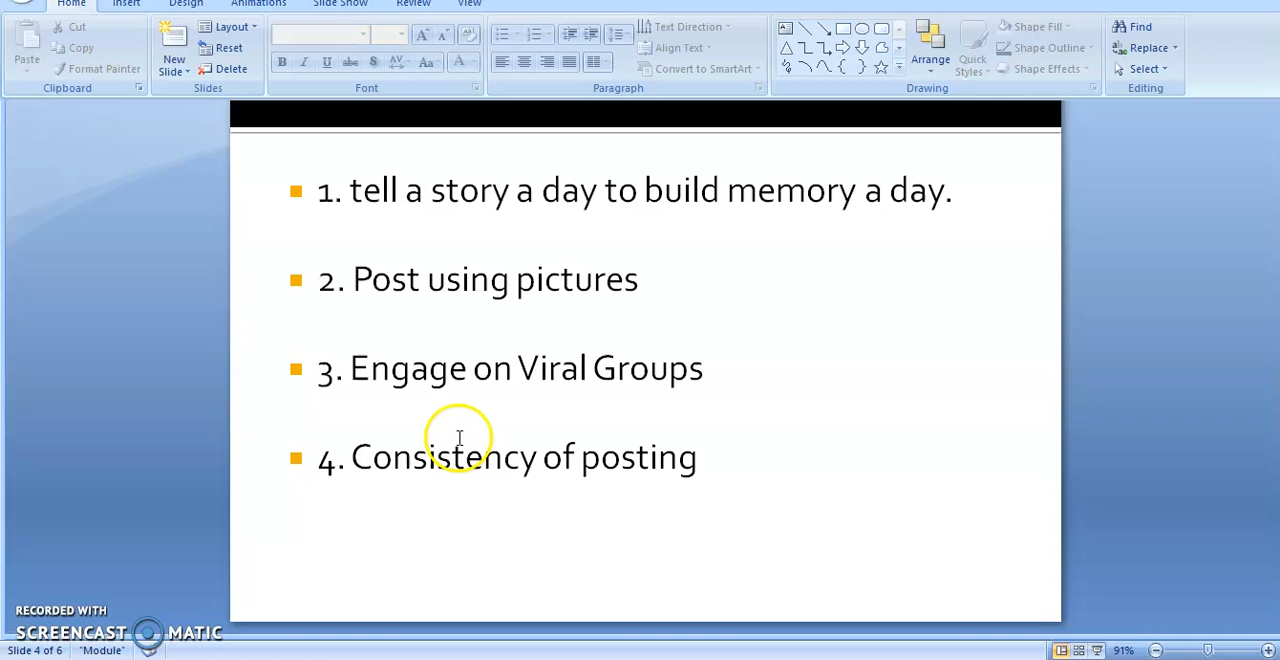 Home Insert Design Animations Slide Show Review View
Cut
Copy
Format Painter
Paste
Clipboard
New
Slide
Layout
Reset
Delete
Slides
B I U abc S AV Aa A
Font
Text Direction
Align Text
Convert to SmartArt
Paragraph
Arrange
Quick
Styles
Shape Fill
Shape Outline
Shape Effects
Drawing
Find
Replace
Select
Editing
1. tell a story a day to build memory a day.
2. Post using pictures
3. Engage on Viral Groups
4. Consistency of posting
RECORDED WITH
SCREENCAST MATIC
Slide 4 of 6 "Module" 91%